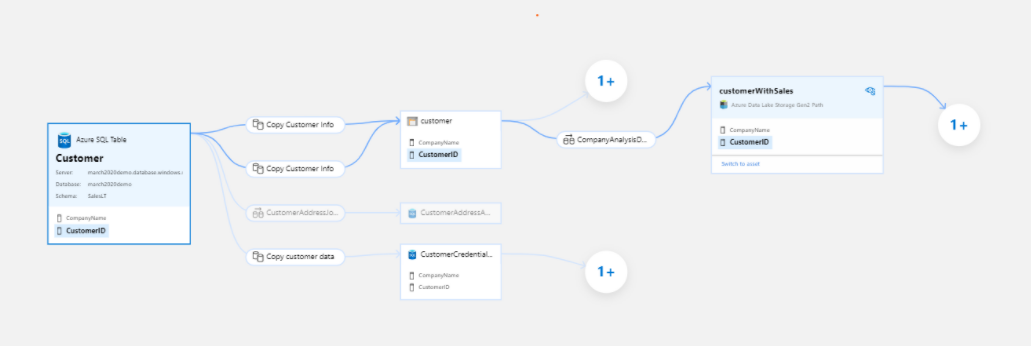 Azure SQL Table
Customer
Server: march2020demo.database.windows.
Database: march2020demo
Schema: SalesLT
CompanyName
CustomerID
Copy Customer Info
Copy Customer Info
CustomerAddressJo...
Copy customer data
customer
CompanyName
CustomerID
CustomerAddressA...
CustomerCredential...
CompanyName
CustomerID
1+
CompanyAnalysisD...
1+
customerWithSales
Azure Data Lake Storage Gen2 Path
CompanyName
CustomerID
Switch to asset
1+